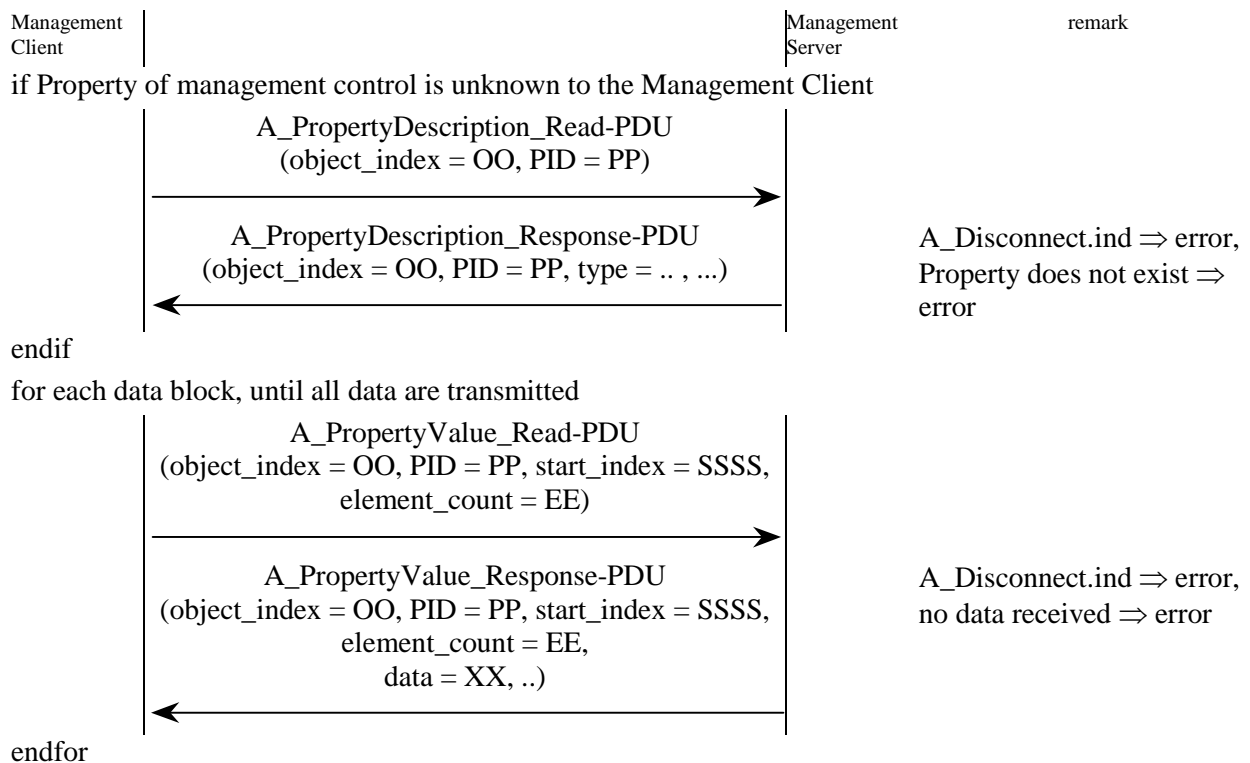 Management
Client
Management
Server
remark
if Property of management control is unknown to the Management Client
A_PropertyDescription_Read-PDU
(object_index = OO, PID = PP)
A_PropertyDescription_Response-PDU
(object_index = OO, PID = PP, type = .. , ...)
A_Disconnect.ind ⇒ error,
Property does not exist ⇒
error
endif
for each data block, until all data are transmitted
A_PropertyValue_Read-PDU
(object_index = OO, PID = PP, start_index = SSSS,
element_count = EE)
A_PropertyValue_Response-PDU
(object_index = OO, PID = PP, start_index = SSSS,
element_count = EE,
data = XX, ..)
A_Disconnect.ind ⇒ error,
no data received ⇒ error
endfor